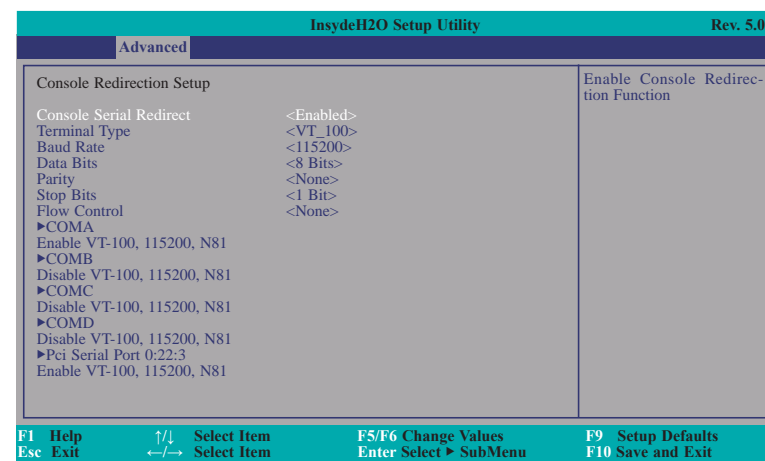 InsydeH2O Setup Utility Rev. 5.0
Advanced
Console Redirection Setup
Console Serial Redirect <Enabled>
Terminal Type <VT_100>
Baud Rate <115200>
Data Bits <8 Bits>
Parity <None>
Stop Bits <1 Bit>
Flow Control <None>
►COMA
Enable VT-100, 115200, N81
►COMB
Disable VT-100, 115200, N81
►COMC
Disable VT-100, 115200, N81
►COMD
Disable VT-100, 115200, N81
►Pci Serial Port 0:22:3
Enable VT-100, 115200, N81
Enable Console Redirec-
tion Function
F1 Help ↑/↓ Select Item F5/F6 Change Values F9 Setup Defaults
Esc Exit ←/→ Select Item Enter Select ► SubMenu F10 Save and Exit